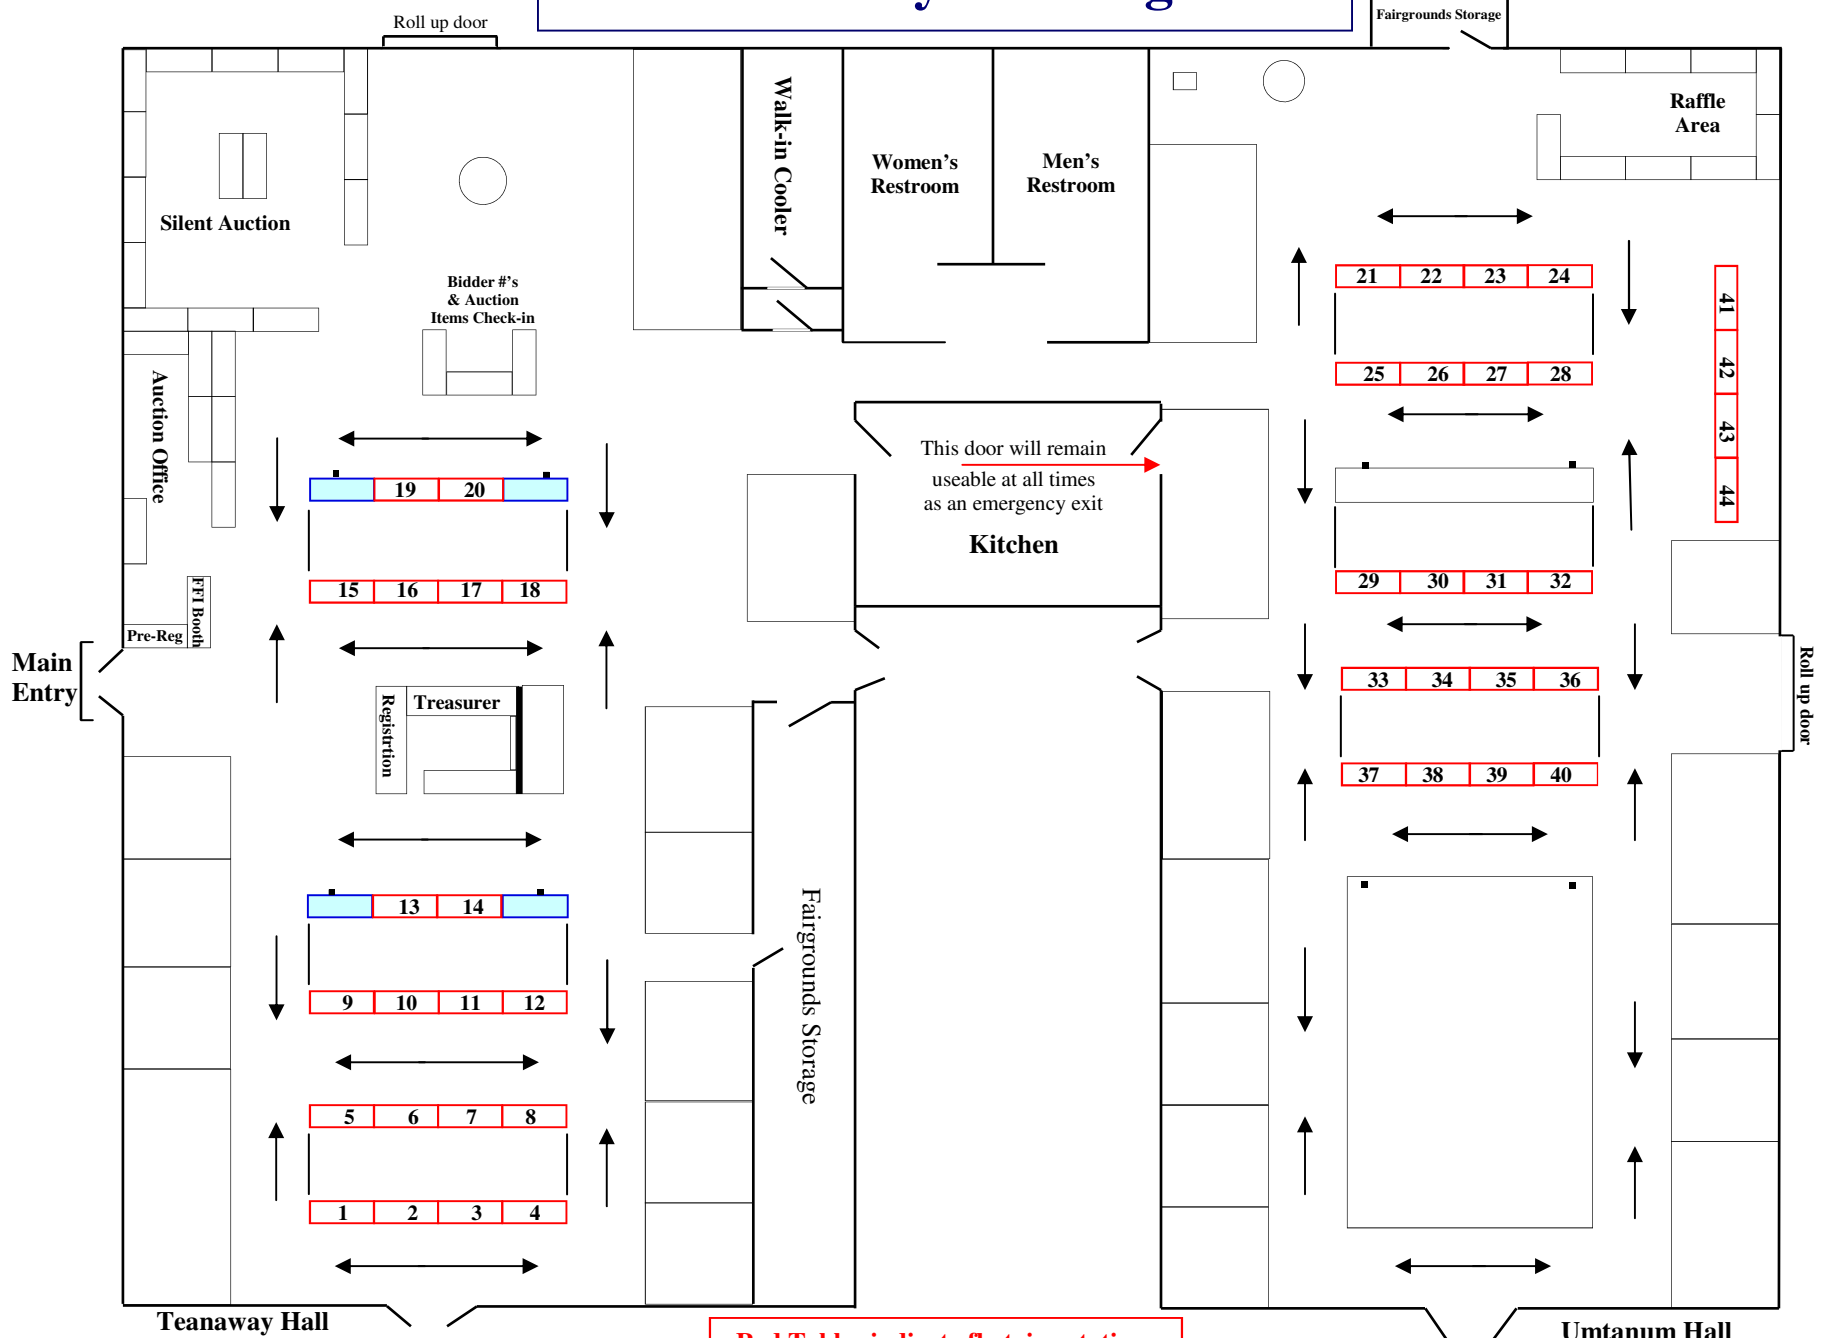 Roll up door
Fairgrounds Storage
Raffle
Area
Walk-in Cooler
Women's
Restroom
Men's
Restroom
Silent Auction
Bidder #'s
& Auction
Items Check-in
21 22 23 24
25 26 27 28
41
42
43
44
Auction Office
This door will remain
useable at all times
as an emergency exit
Kitchen
19 20
15 16 17 18
29 30 31 32
FFI Booth
Pre-Reg
Main
Entry
Roll up door
33 34 35 36
Registrtion
Treasurer
37 38 39 40
13 14
9 10 11 12
Fairgrounds Storage
5 6 7 8
1 2 3 4
Teanaway Hall
Umtanum Hall